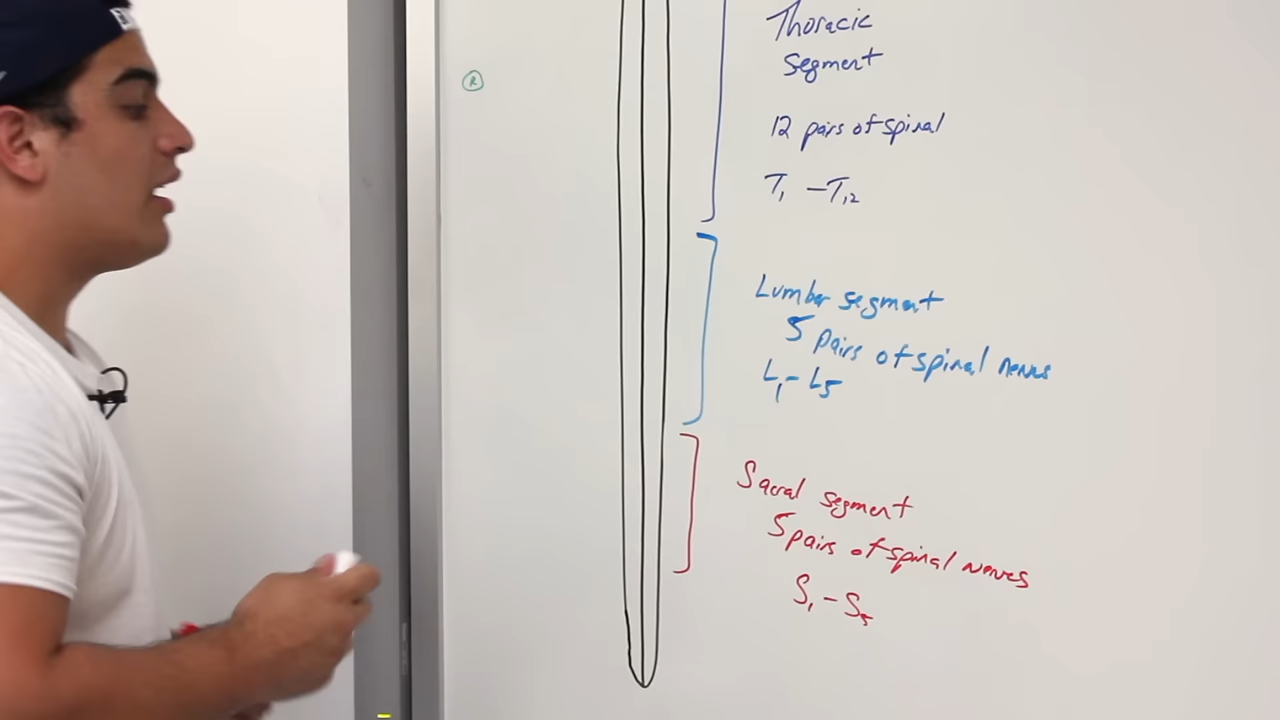 R
Thoracic
segment
12 pairs of spinal
T1 - T12
Lumbar segment
5 pairs of spinal nerves
L1 - L5
Sacral segment
5 pairs of spinal nerves
S1 - S5